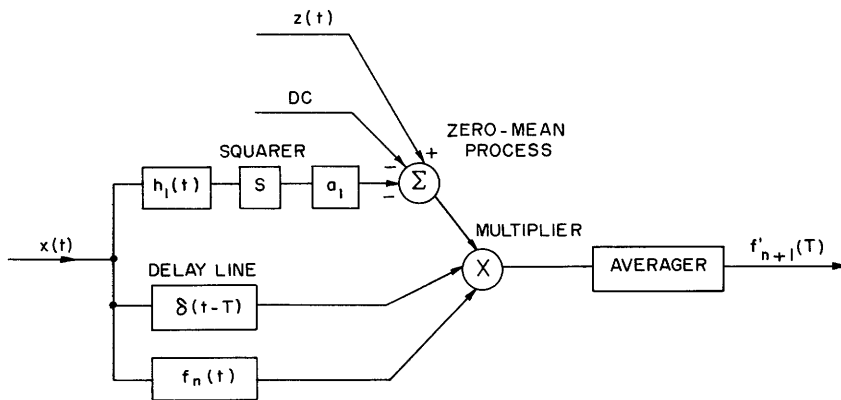 z(t)
DC
ZERO-MEAN
PROCESS
+
−
−
Σ
SQUARER
h₁(t)
S
a₁
x(t)
MULTIPLIER
X
AVERAGER
f'ₙ₊₁(T)
DELAY LINE
δ(t-T)
fₙ(t)